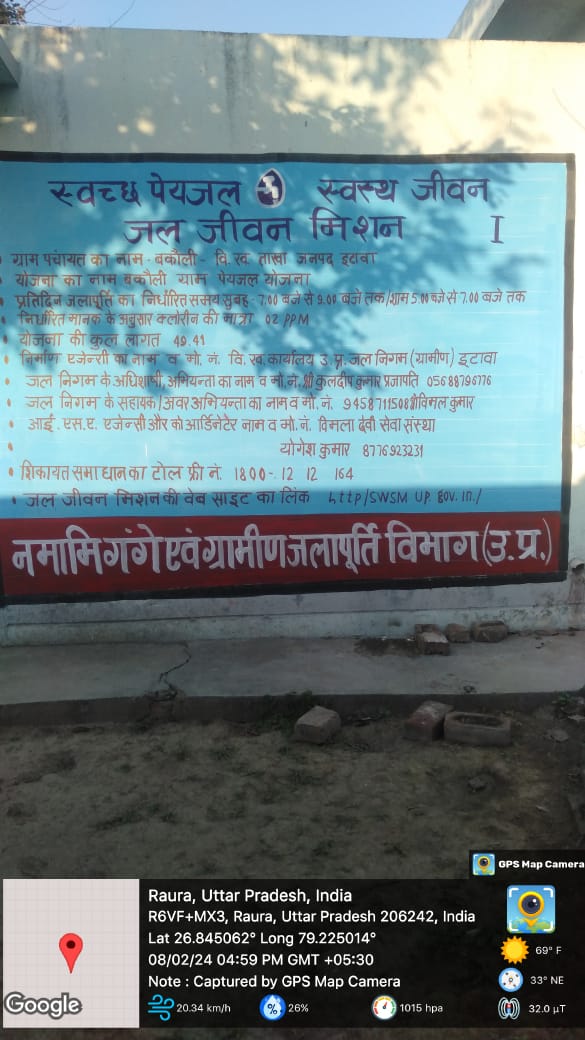 स्वच्छ पेयजल स्वस्थ जीवन
जल जीवन मिशन I
• ग्राम पंचायत का नाम - बकौली - वि. ख. ताखा जनपद इटावा
• योजना का नाम बकौली ग्राम पेयजल योजना
• प्रतिदिन जलापूर्ति का निर्धारित समय सुबह - 7.00 बजे से 9.00 बजे तक/शाम 5.00 बजे से 7.00 बजे तक
• निर्धारित मानक के अनुसार क्लोरीन की मात्रा 02 PPM
• योजना की कुल लागत 49.41
• निर्माण एजेन्सी का नाम व मो. नं. वि. ख. कार्यालय उ. प्र. जल निगम (ग्रामीण) इटावा
• जल निगम के अधिशाषी, अभियन्ता का नाम व मो. नं. श्री कुलदीप कुमार प्रजापति 05688796776
• जल निगम के सहायक/अवर अभियन्ता का नाम व मो. नं. 9458711508 श्री विमल कुमार
• आई. एस. ए. एजेन्सी और कोआर्डिनेटर नाम व मो. नं. विमला देवी सेवा संस्था
• योगेश कुमार 8776923231
• शिकायत समाधान का टोल फ्री नं. 1800-. 12 12 164
• जल जीवन मिशन की वेब साइट का लिंक http/SWSM UP. gov. in./
नमामि गंगे एवं ग्रामीण जलापूर्ति विभाग (उ. प्र.)
GPS Map Camera
Raura, Uttar Pradesh, India
R6VF+MX3, Raura, Uttar Pradesh 206242, India
Lat 26.845062° Long 79.225014°
08/02/24 04:59 PM GMT +05:30
Note : Captured by GPS Map Camera
69° F
33° NE
Google
20.34 km/h 26% 1015 hpa 32.0 µT